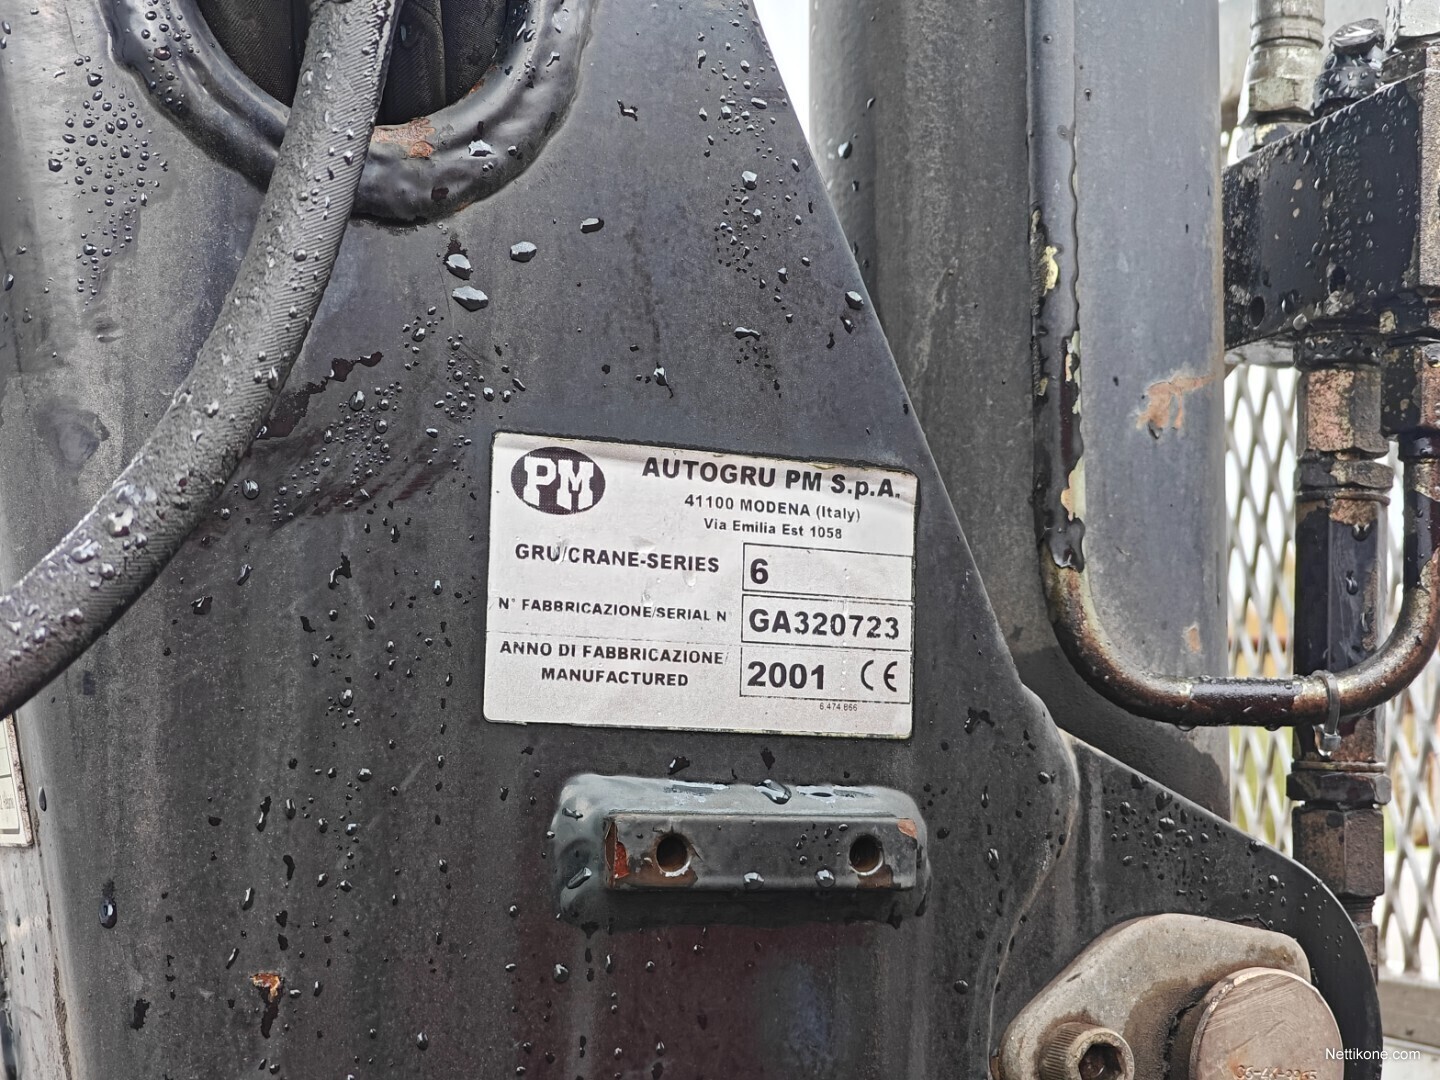 PM
AUTOGRU PM S.p.A.
41100 MODENA (Italy)
Via Emilia Est 1058
GRU/CRANE-SERIES 6
N° FABBRICAZIONE/SERIAL N° GA320723
ANNO DI FABBRICAZIONE/ 2001 CE
MANUFACTURED
6.474.866
Nettikone.com